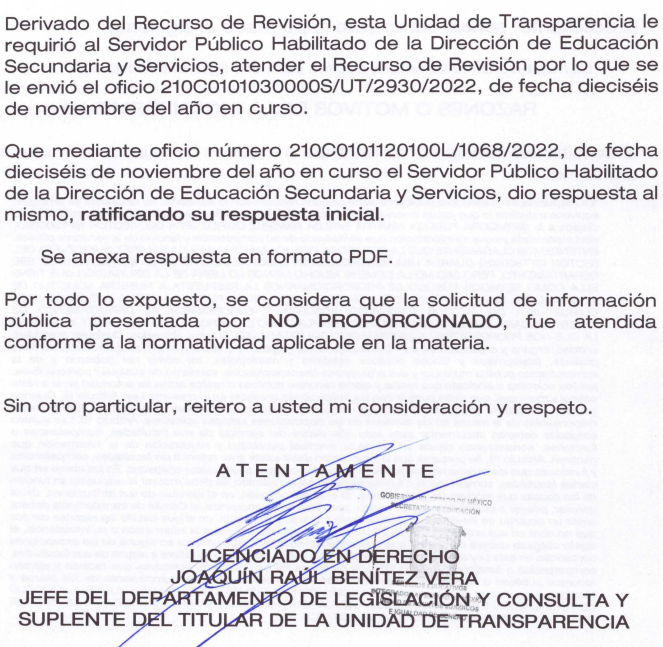 Derivado del Recurso de Revisión, esta Unidad de Transparencia le
requirió al Servidor Público Habilitado de la Dirección de Educación
Secundaria y Servicios, atender el Recurso de Revisión por lo que se
le envió el oficio 210C0101030000S/UT/2930/2022, de fecha dieciséis
de noviembre del año en curso.
Que mediante oficio número 210C0101120100L/1068/2022, de fecha
dieciséis de noviembre del año en curso el Servidor Público Habilitado
de la Dirección de Educación Secundaria y Servicios, dio respuesta al
mismo, ratificando su respuesta inicial.
Se anexa respuesta en formato PDF.
Por todo lo expuesto, se considera que la solicitud de información
pública presentada por NO PROPORCIONADO, fue atendida
conforme a la normatividad aplicable en la materia.
Sin otro particular, reitero a usted mi consideración y respeto.
A T E N T A M E N T E
GOBIERNO DEL ESTADO DE MÉXICO
SECRETARÍA DE EDUCACIÓN
LICENCIADO EN DERECHO
JOAQUÍN RAÚL BENÍTEZ VERA
JEFE DEL DEPARTAMENTO DE LEGISLACIÓN Y CONSULTA Y
SUPLENTE DEL TITULAR DE LA UNIDAD DE TRANSPARENCIA
E IGUALDAD DE GÉNERO